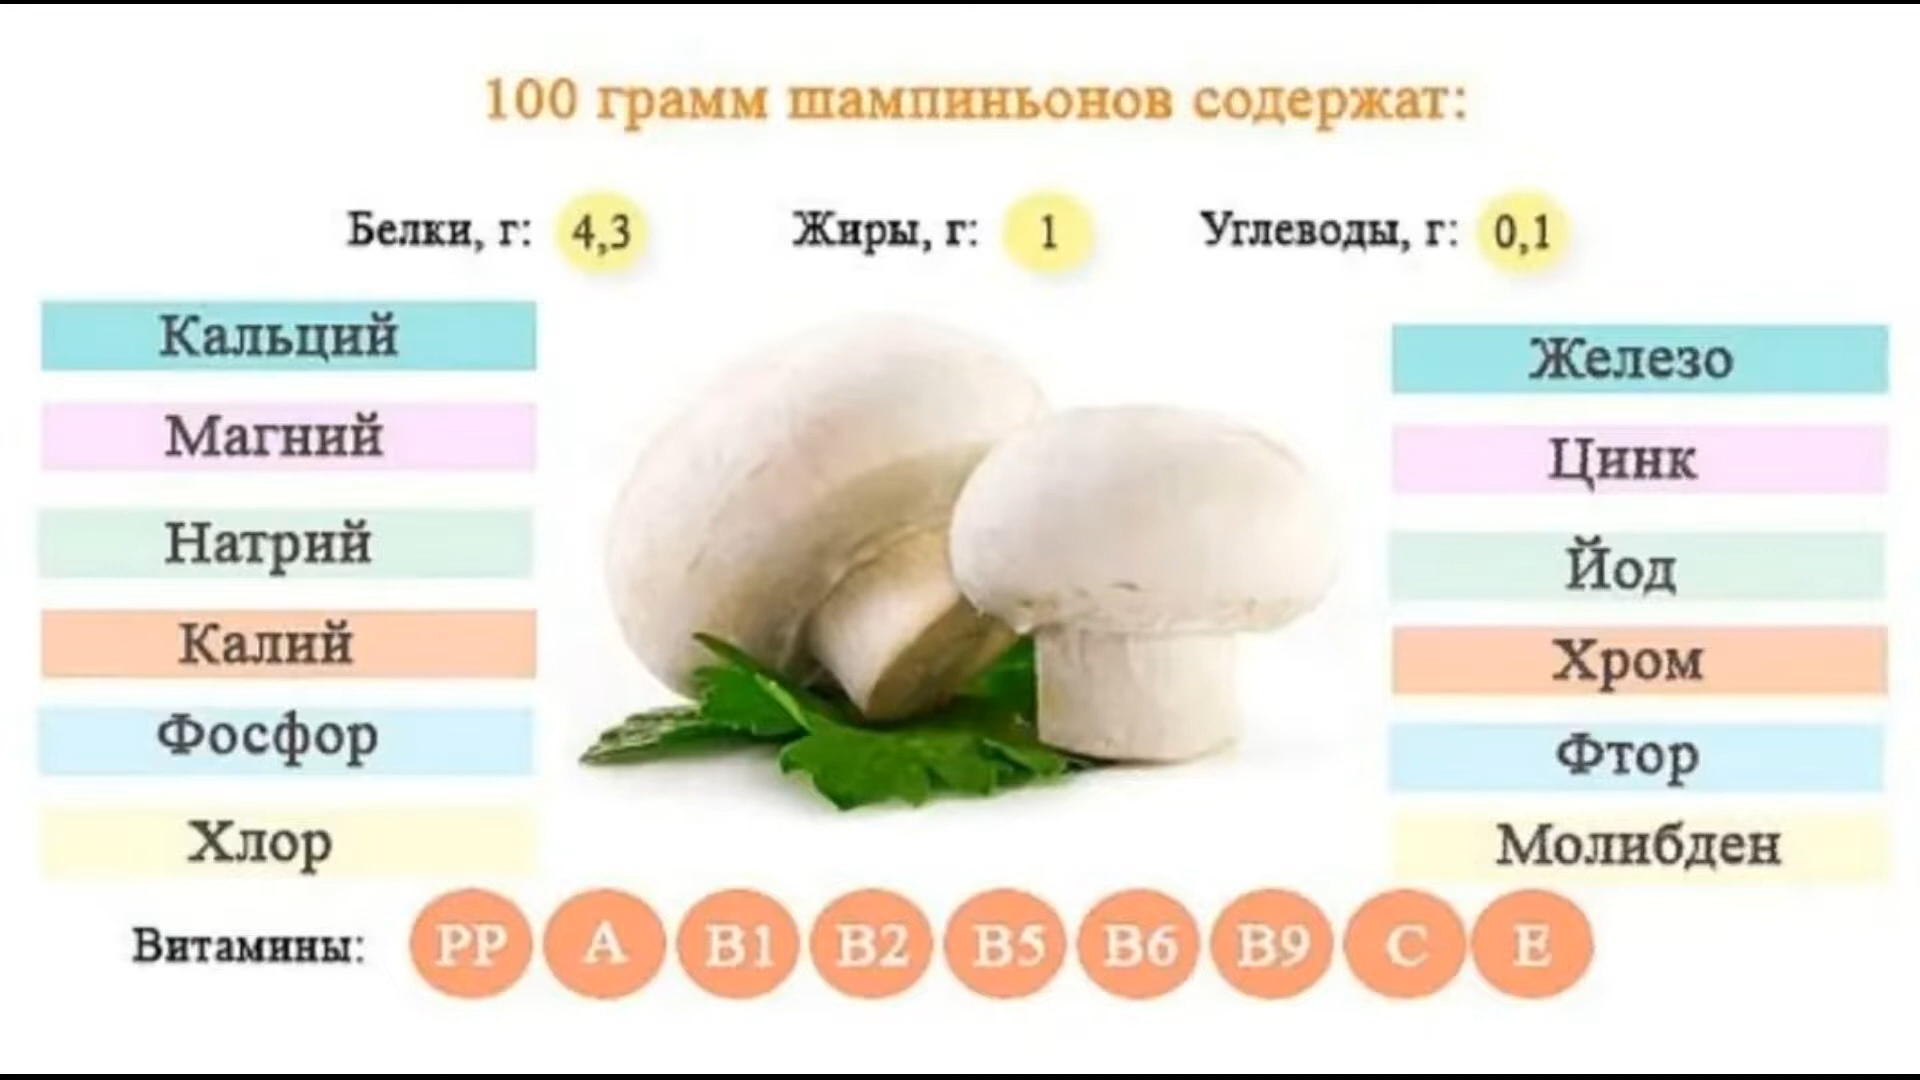 100 грамм шампиньонов содержат:
Белки, г: 4,3 Жиры, г: 1 Углеводы, г: 0,1
Кальций
Магний
Натрий
Калий
Фосфор
Хлор
Железо
Цинк
Йод
Хром
Фтор
Молибден
Витамины: PP A B1 B2 B5 B6 B9 C E